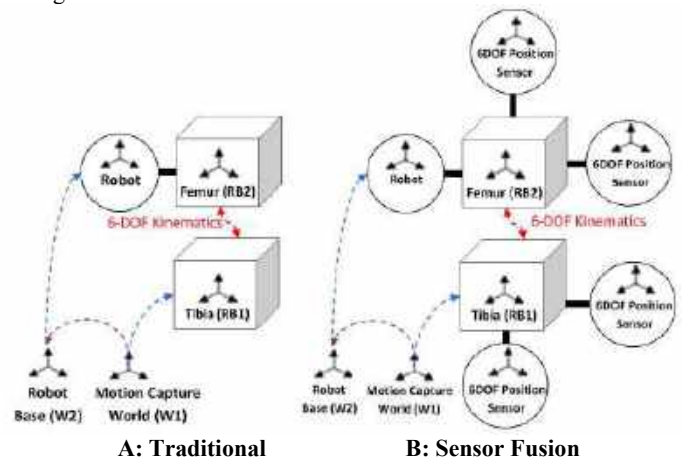 6DOF Position
Sensor
Robot
Femur (RB2)
6-DOF Kinematics
Tibia (RB1)
Robot
Base (W2)
Motion Capture
World (W1)
Robot
Femur (RB2)
6DOF Position
Sensor
6-DOF Kinematics
Tibia (RB1)
6DOF Position
Sensor
Robot
Base (W2)
Motion Capture
World (W1)
6DOF Position
Sensor
A: Traditional
B: Sensor Fusion